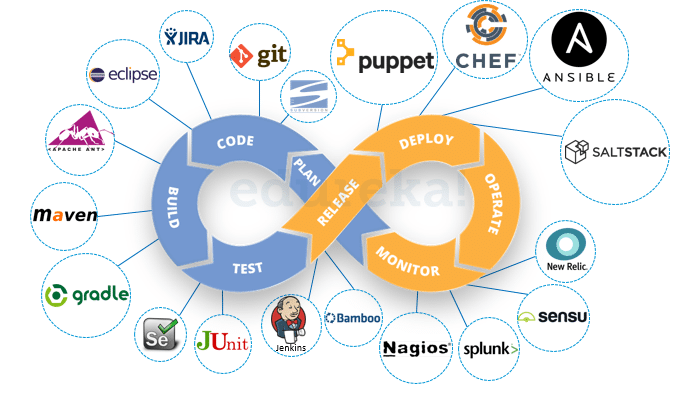 JIRA
git
eclipse
SUBVERSION
puppet
CHEF
ANSIBLE
SALTSTACK
<APACHE ANT>
maven
gradle
Se
JUnit
Jenkins
Bamboo
Nagios®
splunk>
sensu
New Relic.
CODE
PLAN
BUILD
TEST
RELEASE
DEPLOY
OPERATE
MONITOR
edureka!